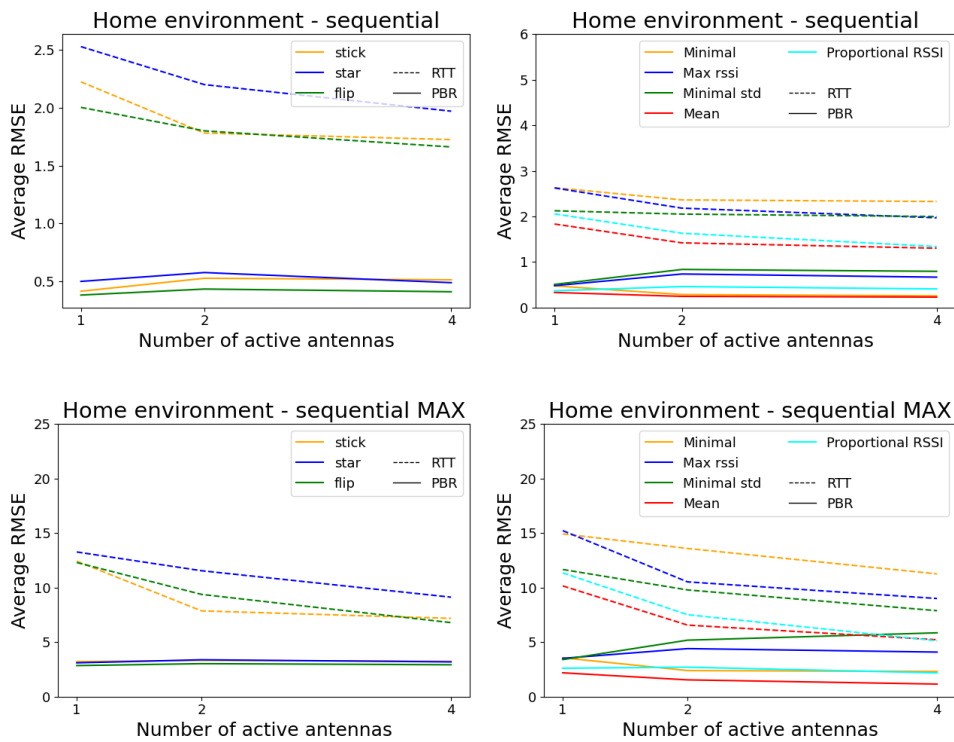 Home environment - sequential
Average RMSE
2.5
2.0
1.5
1.0
0.5
stick
star
flip
RTT
PBR
1
2
4
Number of active antennas
Home environment - sequential
Average RMSE
6
5
4
3
2
1
0
Minimal
Max rssi
Minimal std
Mean
Proportional RSSI
RTT
PBR
1
2
4
Number of active antennas
Home environment - sequential MAX
Average RMSE
25
20
15
10
5
0
stick
star
flip
RTT
PBR
1
2
4
Number of active antennas
Home environment - sequential MAX
Average RMSE
25
20
15
10
5
0
Minimal
Max rssi
Minimal std
Mean
Proportional RSSI
RTT
PBR
1
2
4
Number of active antennas